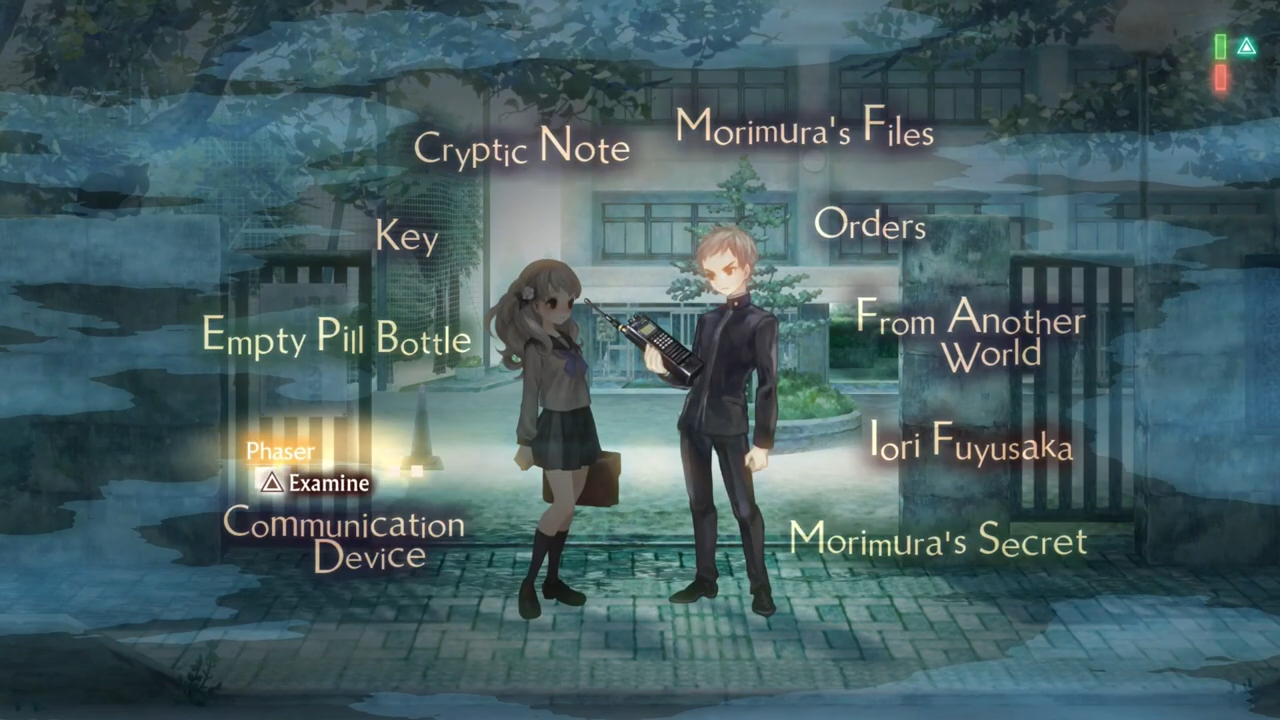 Cryptic Note
Morimura's Files
Key
Orders
Empty Pill Bottle
From Another
World
Phaser
Examine
Iori Fuyusaka
Communication
Device
Morimura's Secret